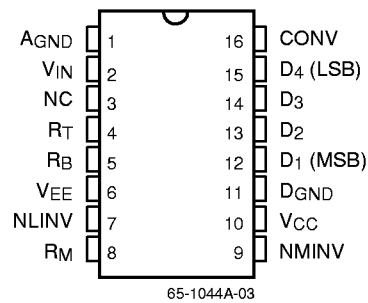 AGND 1 16 CONV
VIN 2 15 D4 (LSB)
NC 3 14 D3
RT 4 13 D2
RB 5 12 D1 (MSB)
VEE 6 11 DGND
NLINV 7 10 VCC
RM 8 9 NMINV
65-1044A-03